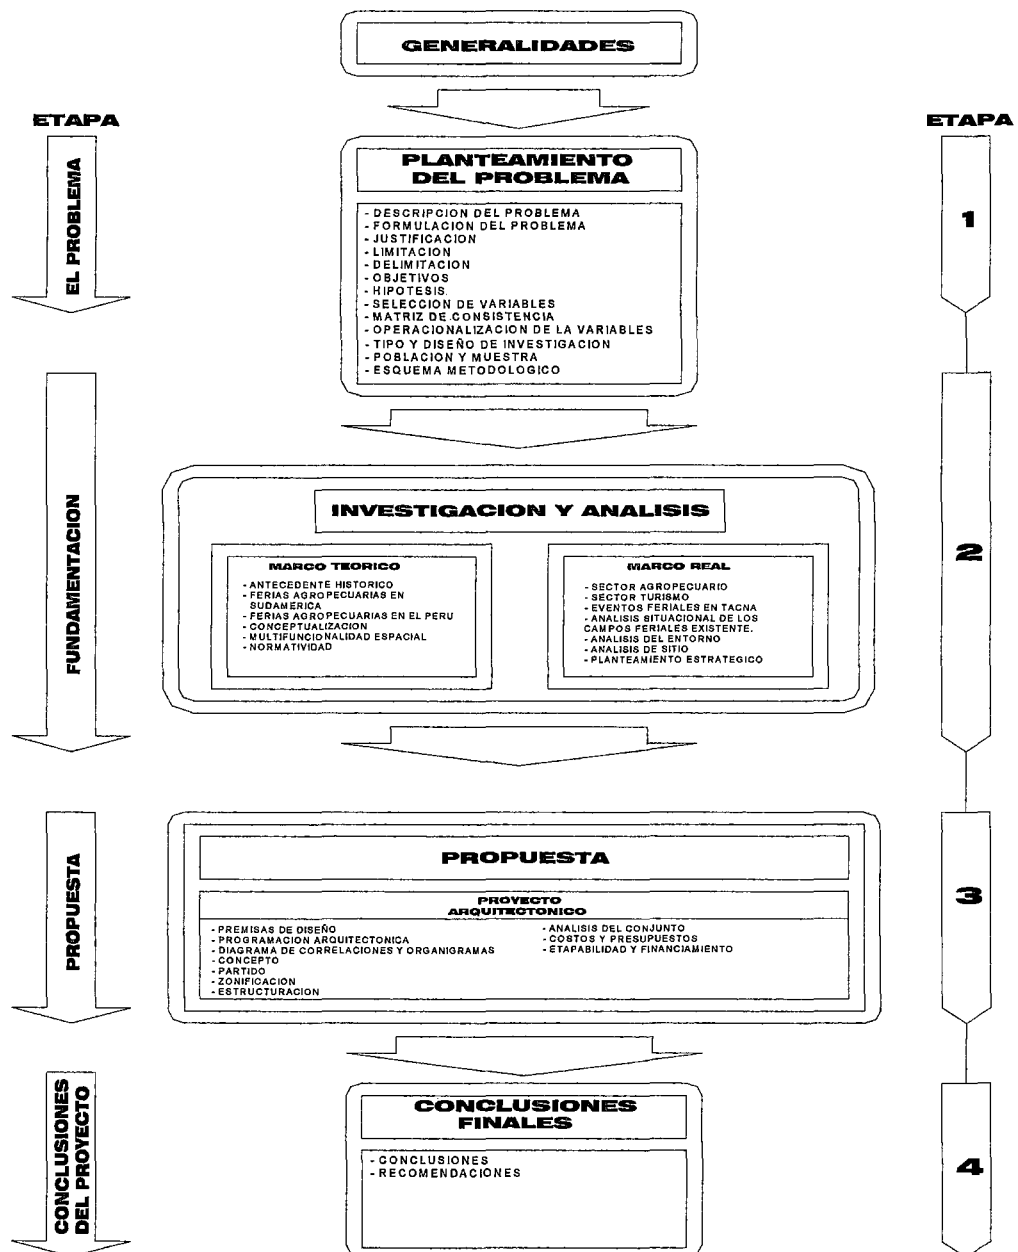 GENERALIDADES
ETAPA
ETAPA
EL PROBLEMA
PLANTEAMIENTO
DEL PROBLEMA
- DESCRIPCION DEL PROBLEMA
- FORMULACION DEL PROBLEMA
- JUSTIFICACION
- LIMITACION
- DELIMITACION
- OBJETIVOS
- HIPOTESIS
- SELECCION DE VARIABLES
- MATRIZ DE CONSISTENCIA
- OPERACIONALIZACION DE LA VARIABLES
- TIPO Y DISEÑO DE INVESTIGACION
- POBLACION Y MUESTRA
- ESQUEMA METODOLOGICO
1
FUNDAMENTACION
INVESTIGACION Y ANALISIS
MARCO TEORICO
- ANTECEDENTE HISTORICO
- FERIAS AGROPECUARIAS EN
SUDAMERICA
- FERIAS AGROPECUARIAS EN EL PERU
- CONCEPTUALIZACION
- MULTIFUNCIONALIDAD ESPACIAL
- NORMATIVIDAD
MARCO REAL
- SECTOR AGROPECUARIO
- SECTOR TURISMO
- EVENTOS FERIALES EN TACNA
- ANALISIS SITUACIONAL DE LOS
CAMPOS FERIALES EXISTENTE.
- ANALISIS DEL ENTORNO
- ANALISIS DE SITIO
- PLANTEAMIENTO ESTRATEGICO
2
PROPUESTA
PROPUESTA
PROYECTO
ARQUITECTONICO
- PREMISAS DE DISEÑO
- PROGRAMACION ARQUITECTONICA
- DIAGRAMA DE CORRELACIONES Y ORGANIGRAMAS
- CONCEPTO
- PARTIDO
- ZONIFICACION
- ESTRUCTURACION
- ANALISIS DEL CONJUNTO
- COSTOS Y PRESUPUESTOS
- ETAPABILIDAD Y FINANCIAMIENTO
3
CONCLUSIONES
DEL PROYECTO
CONCLUSIONES
FINALES
- CONCLUSIONES
- RECOMENDACIONES
4